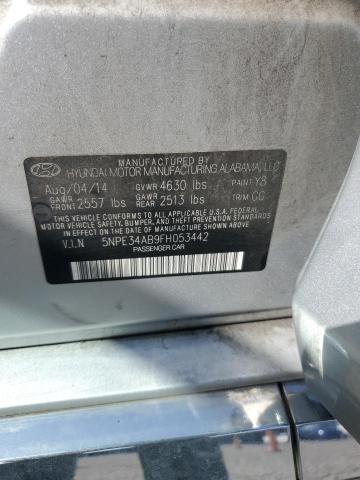 HYUNDAI MOTOR MANUFACTURING ALABAMA, LLC
Aug/04/14 GVWR 4630 lbs PAINT Y8
GAWR FRONT 2557 lbs GAWR REAR 2513 lbs TRIM CG
THIS VEHICLE CONFORMS TO ALL APPLICABLE U.S.A. FEDERAL
MOTOR VEHICLE SAFETY, BUMPER, AND THEFT PREVENTION STANDARDS
IN EFFECT ON THE DATE OF MANUFACTURE SHOWN ABOVE.
V.I.N 5NPE34AB9FH053442
PASSENGER CAR